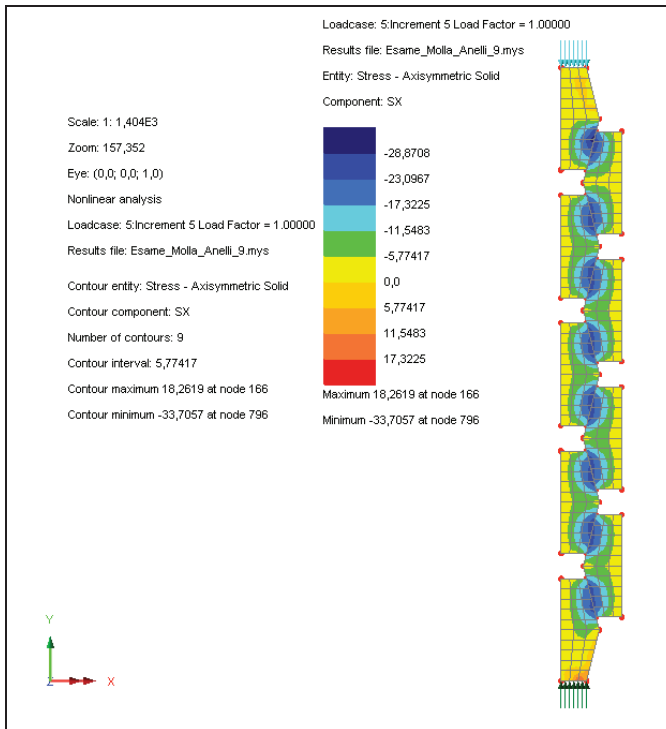 Loadcase: 5:Increment 5 Load Factor = 1.00000
Results file: Esame_Molla_Anelli_9.mys
Entity: Stress - Axisymmetric Solid
Component: SX
-28,8708
-23,0967
-17,3225
-11,5483
-5,77417
0,0
5,77417
11,5483
17,3225
Maximum 18,2619 at node 166
Minimum -33,7057 at node 796
Scale: 1: 1,404E3
Zoom: 157,352
Eye: (0,0; 0,0; 1,0)
Nonlinear analysis
Loadcase: 5:Increment 5 Load Factor = 1.00000
Results file: Esame_Molla_Anelli_9.mys
Contour entity: Stress - Axisymmetric Solid
Contour component: SX
Number of contours: 9
Contour interval: 5,77417
Contour maximum 18,2619 at node 166
Contour minimum -33,7057 at node 796
Y
Z
X